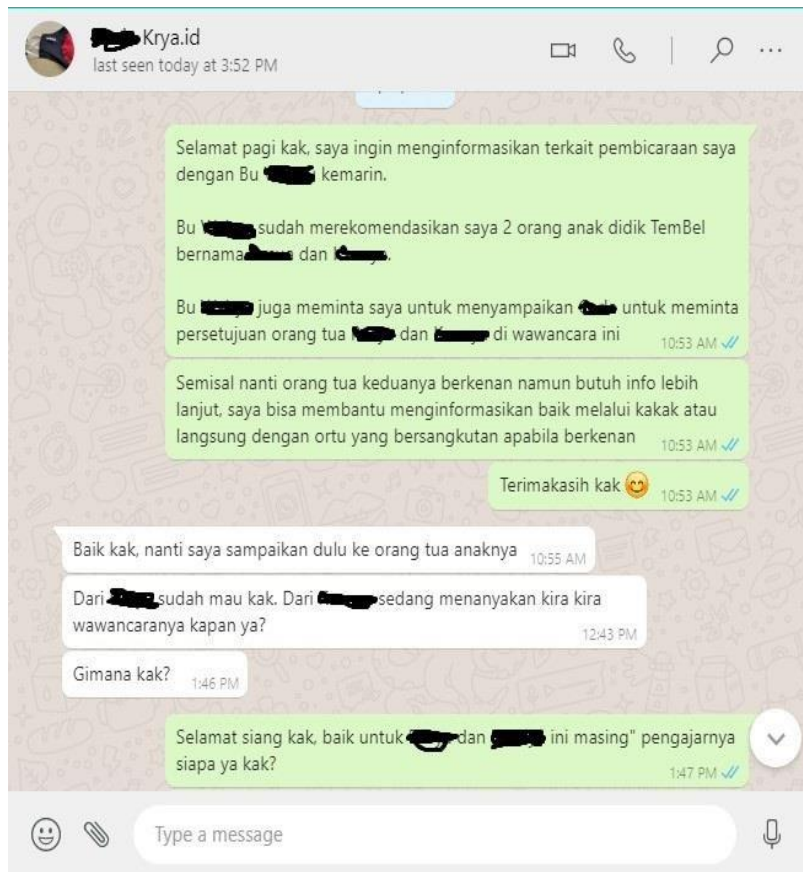 Krya.id
last seen today at 3:52 PM
Selamat pagi kak, saya ingin menginformasikan terkait pembicaraan saya
dengan Bu kemarin.
Bu sudah merekomendasikan saya 2 orang anak didik TemBel
bernama dan
Bu juga meminta saya untuk menyampaikan untuk meminta
persetujuan orang tua dan di wawancara ini
10:53 AM
Semisal nanti orang tua keduanya berkenan namun butuh info lebih
lanjut, saya bisa membantu menginformasikan baik melalui kakak atau
langsung dengan ortu yang bersangkutan apabila berkenan
10:53 AM
Terimakasih kak 😊 10:53 AM
Baik kak, nanti saya sampaikan dulu ke orang tua anaknya 10:55 AM
Dari sudah mau kak. Dari sedang menanyakan kira kira
wawancaranya kapan ya?
12:43 PM
Gimana kak? 1:46 PM
Selamat siang kak, baik untuk dan ini masing" pengajarnya
siapa ya kak?
1:47 PM
Type a message